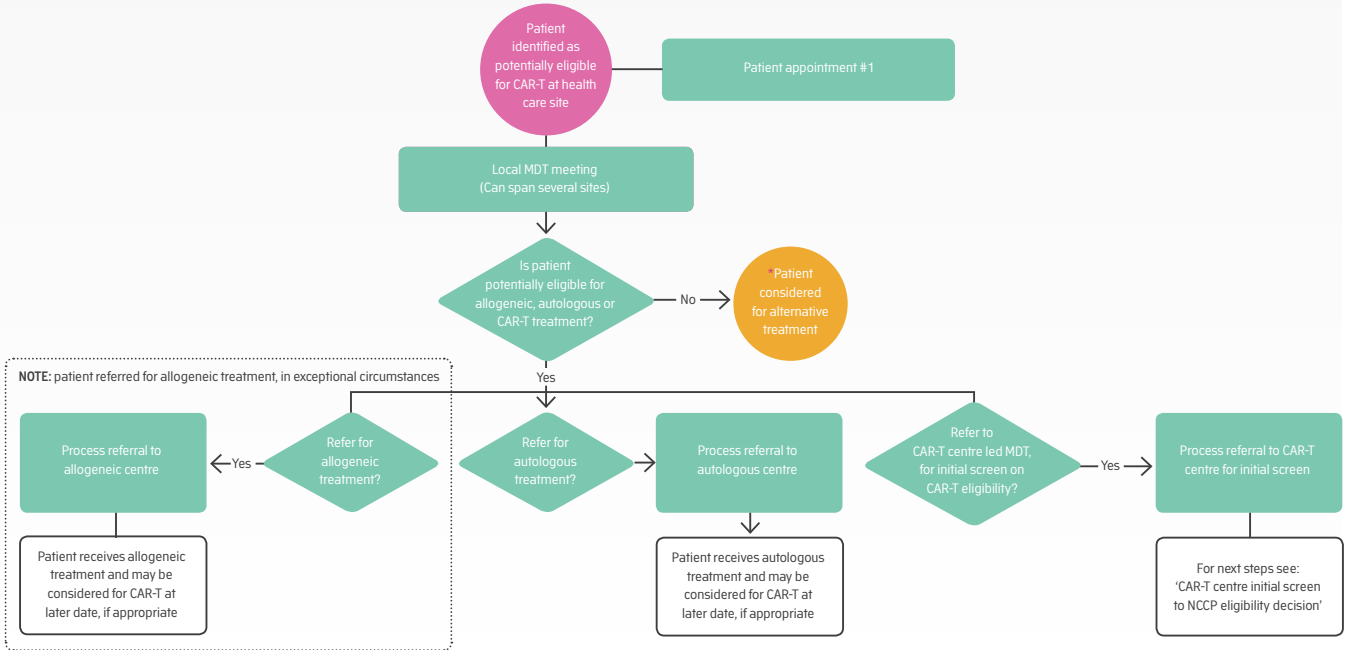 Patient
identified as
potentially eligible
for CAR-T at health
care site
Patient appointment #1
Local MDT meeting
(Can span several sites)
Is patient
potentially eligible for
allogeneic, autologous or
CAR-T treatment?
No
*Patient
considered
for alternative
treatment
Yes
NOTE: patient referred for allogeneic treatment, in exceptional circumstances
Process referral to
allogeneic centre
Yes
Refer for
allogeneic
treatment?
Refer for
autologous
treatment?
Process referral to
autologous centre
Refer to
CAR-T centre led MDT,
for initial screen on
CAR-T eligibility?
Yes
Process referral to CAR-T
centre for initial screen
Patient receives allogeneic
treatment and may be
considered for CAR-T at
later date, if appropriate
Patient receives autologous
treatment and may be
considered for CAR-T at
later date, if appropriate
For next steps see:
‘CAR-T centre initial screen
to NCCP eligibility decision’